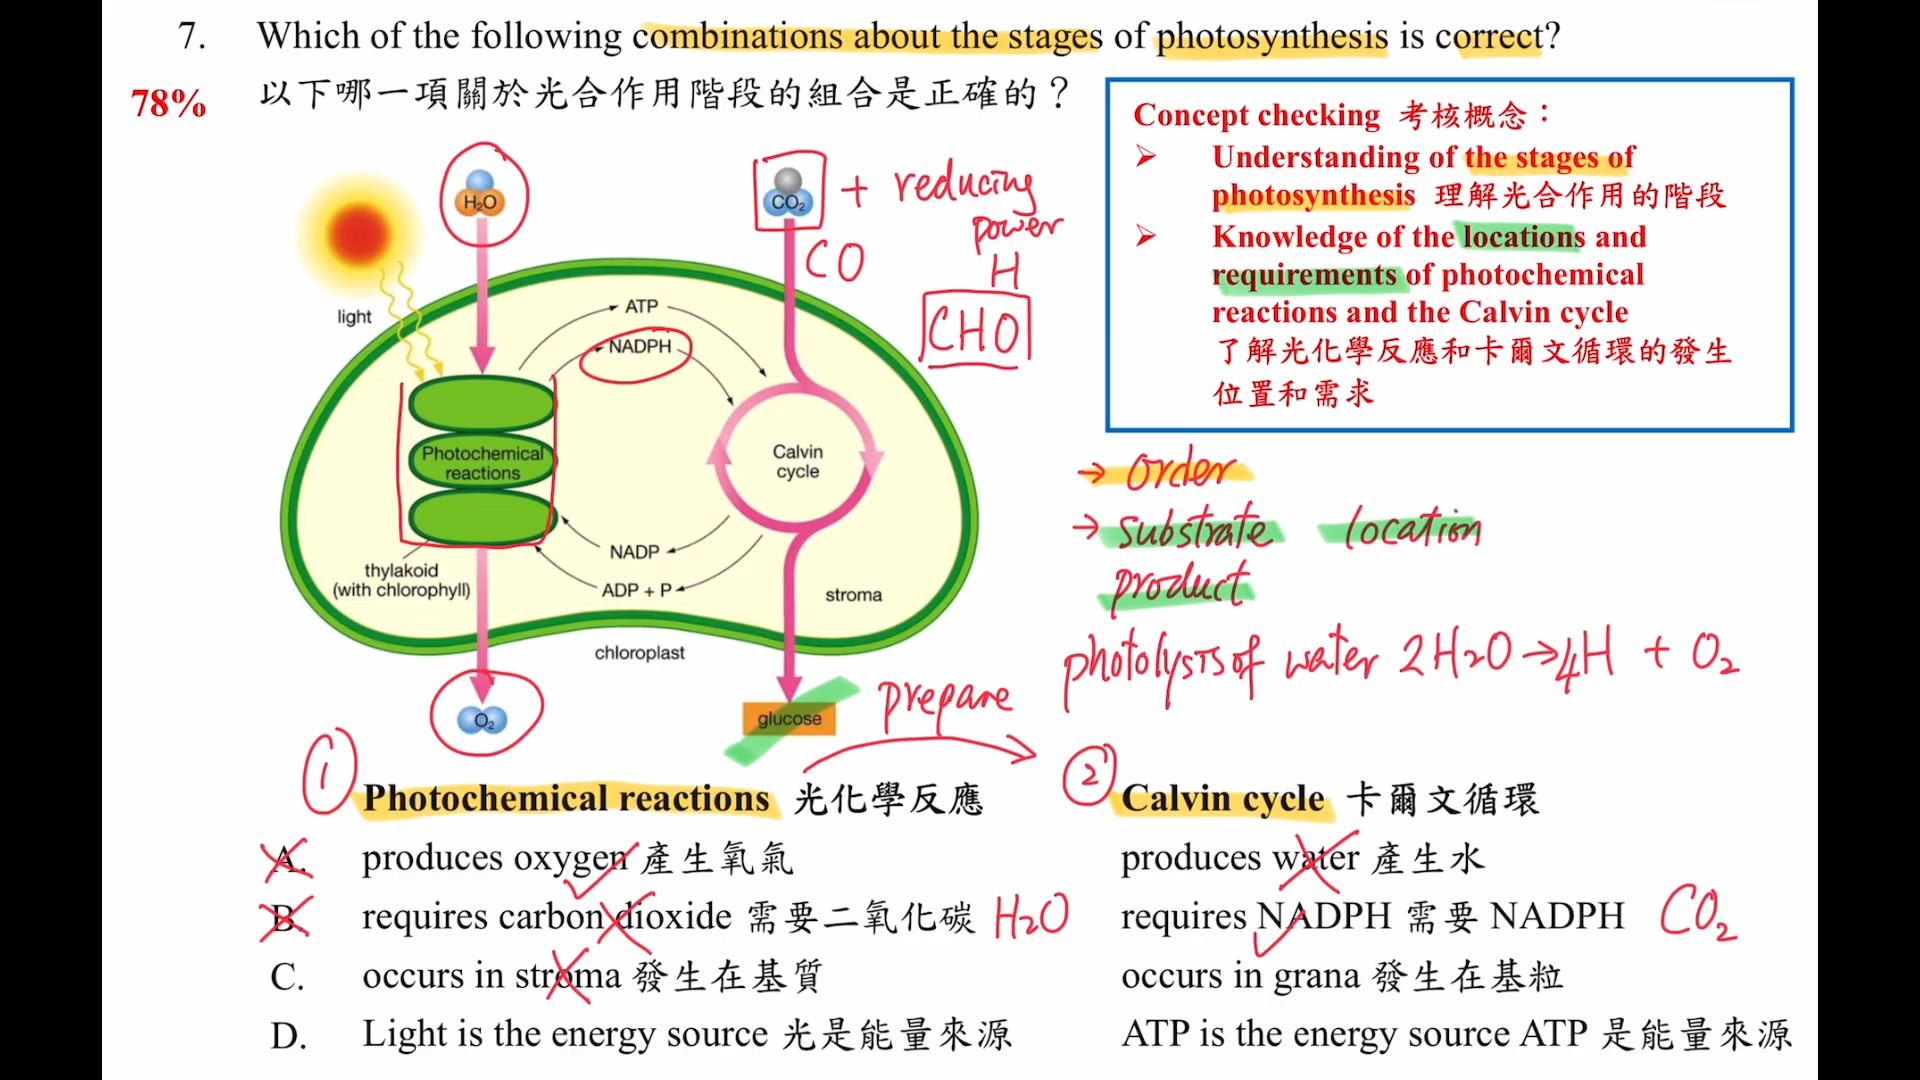 7. Which of the following combinations about the stages of photosynthesis is correct?
78% 以下哪一項關於光合作用階段的組合是正確的？
Concept checking 考核概念：
➢ Understanding of the stages of
photosynthesis 理解光合作用的階段
➢ Knowledge of the locations and
requirements of photochemical
reactions and the Calvin cycle
了解光化學反應和卡爾文循環的發生
位置和需求
H₂O
CO₂ + reducing
power
CO H
CHO
light
ATP
NADPH
Photochemical
reactions
Calvin
cycle
NADP
ADP + P
thylakoid
(with chlorophyll)
stroma
chloroplast
O₂
glucose
→ order
→ substrate location
product
photolysis of water 2H₂O → 4H + O₂
prepare
① Photochemical reactions 光化學反應 ② Calvin cycle 卡爾文循環
A. produces oxygen 產生氧氣 produces water 產生水
B. requires carbon dioxide 需要二氧化碳 H₂O requires NADPH 需要 NADPH CO₂
C. occurs in stroma 發生在基質 occurs in grana 發生在基粒
D. Light is the energy source 光是能量來源 ATP is the energy source ATP 是能量來源